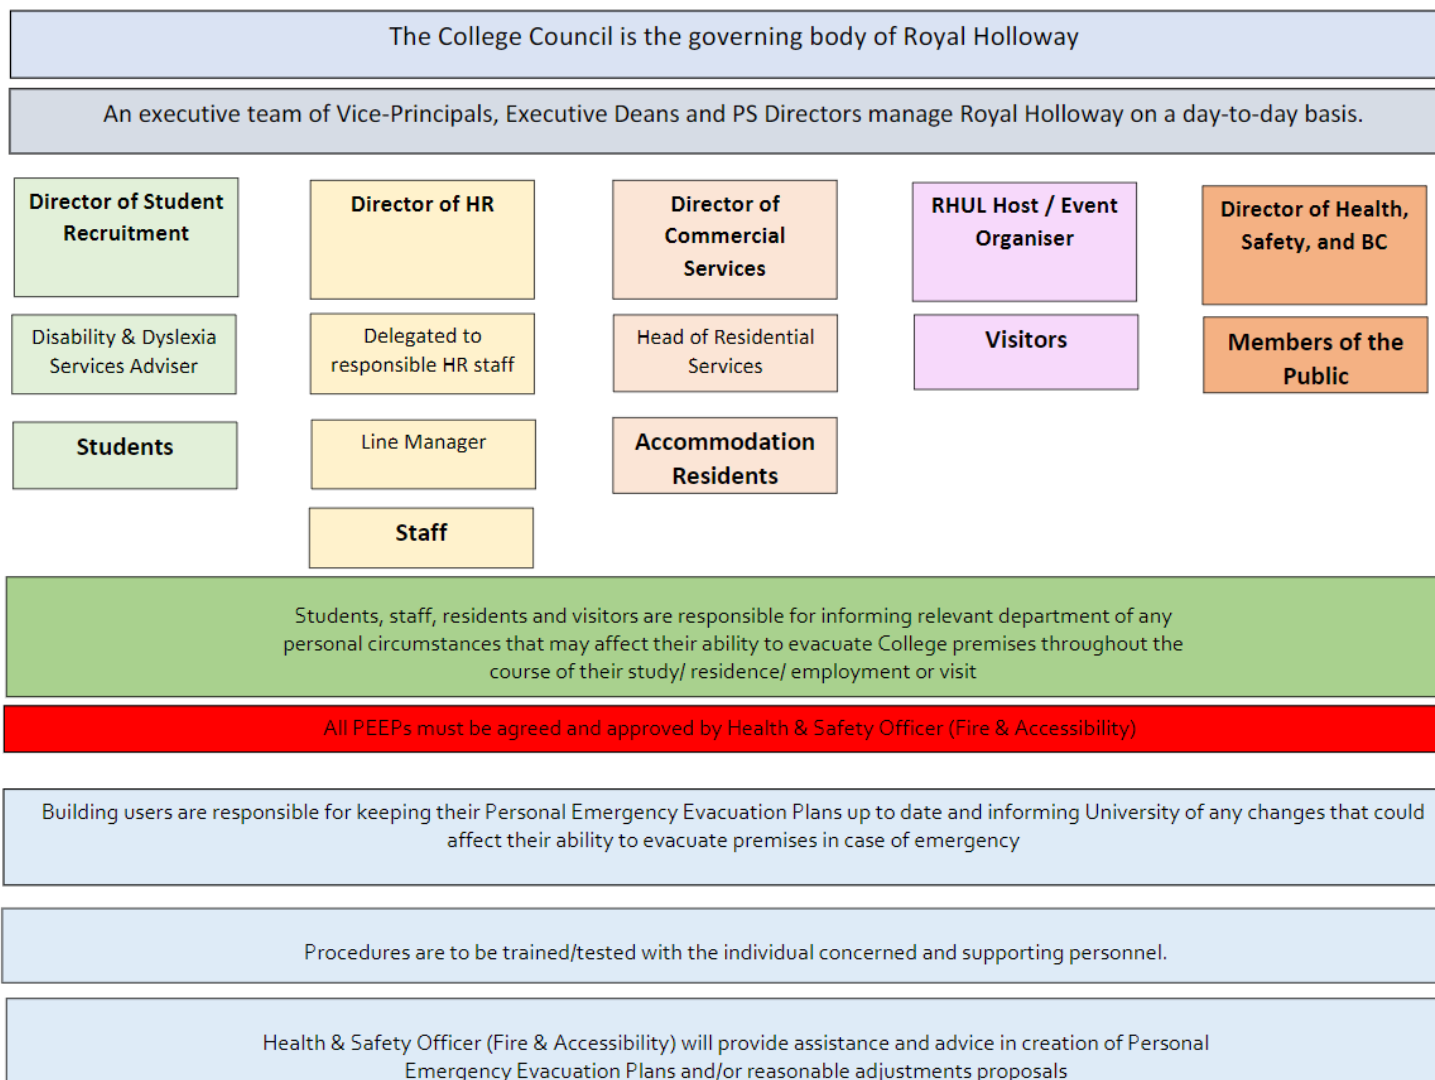 The College Council is the governing body of Royal Holloway
An executive team of Vice-Principals, Executive Deans and PS Directors manage Royal Holloway on a day-to-day basis.
Director of Student
Recruitment
Disability & Dyslexia
Services Adviser
Students
Director of HR
Delegated to
responsible HR staff
Line Manager
Staff
Director of
Commercial
Services
Head of Residential
Services
Accommodation
Residents
RHUL Host / Event
Organiser
Visitors
Director of Health,
Safety, and BC
Members of the
Public
Students, staff, residents and visitors are responsible for informing relevant department of any
personal circumstances that may affect their ability to evacuate College premises throughout the
course of their study/ residence/ employment or visit
All PEEPs must be agreed and approved by Health & Safety Officer (Fire & Accessibility)
Building users are responsible for keeping their Personal Emergency Evacuation Plans up to date and informing University of any changes that could
affect their ability to evacuate premises in case of emergency
Procedures are to be trained/tested with the individual concerned and supporting personnel.
Health & Safety Officer (Fire & Accessibility) will provide assistance and advice in creation of Personal
Emergency Evacuation Plans and/or reasonable adjustments proposals